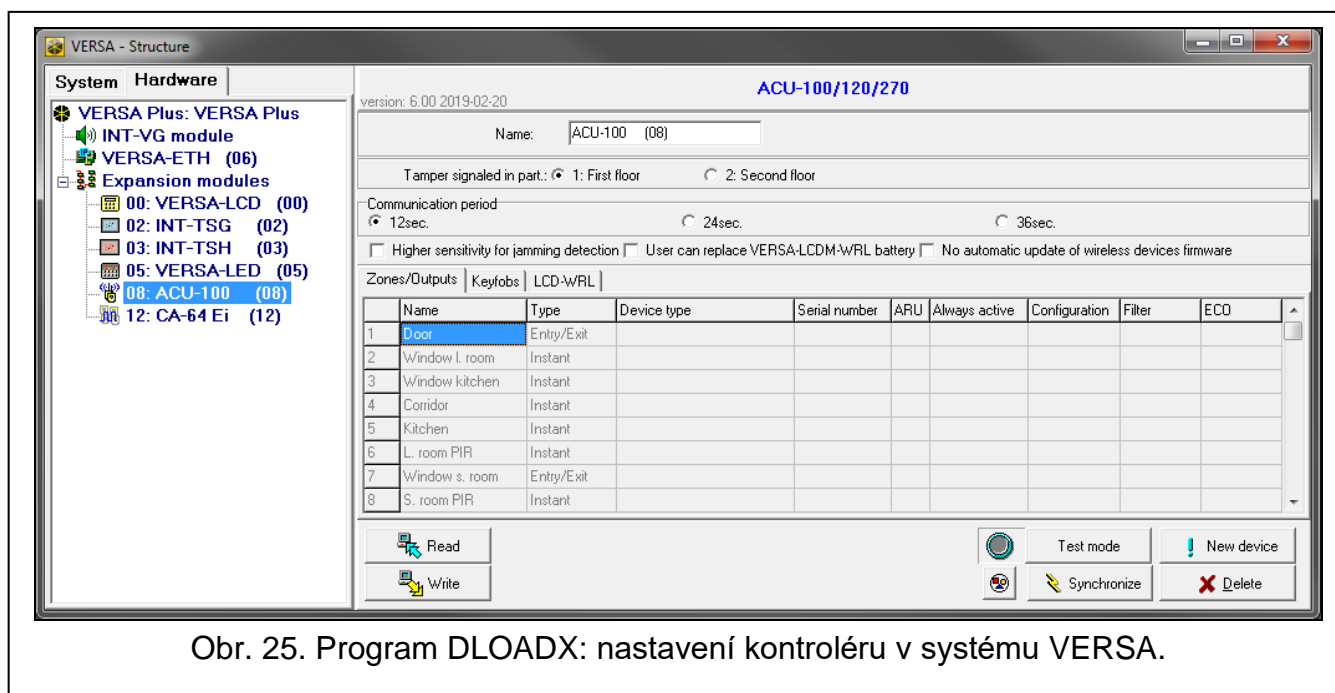 VERSA - Structure
System Hardware
VERSA Plus: VERSA Plus
INT-VG module
VERSA-ETH (06)
Expansion modules
00: VERSA-LCD (00)
02: INT-TSG (02)
03: INT-TSH (03)
05: VERSA-LED (05)
08: ACU-100 (08)
12: CA-64 Ei (12)
version: 6.00 2019-02-20
ACU-100/120/270
Name: ACU-100 (08)
Tamper signaled in part.: 1: First floor 2: Second floor
Communication period
12sec. 24sec. 36sec.
Higher sensitivity for jamming detection User can replace VERSA-LCDM-WRL battery No automatic update of wireless devices firmware
Zones/Outputs Keyfobs LCD-WRL
Name Type Device type Serial number ARU Always active Configuration Filter ECO
1 Door Entry/Exit
2 Window l. room Instant
3 Window kitchen Instant
4 Corridor Instant
5 Kitchen Instant
6 L. room PIR Instant
7 Window s. room Entry/Exit
8 S. room PIR Instant
Read Test mode New device
Write Synchronize Delete
Obr. 25. Program DLOADX: nastavení kontroléru v systému VERSA.